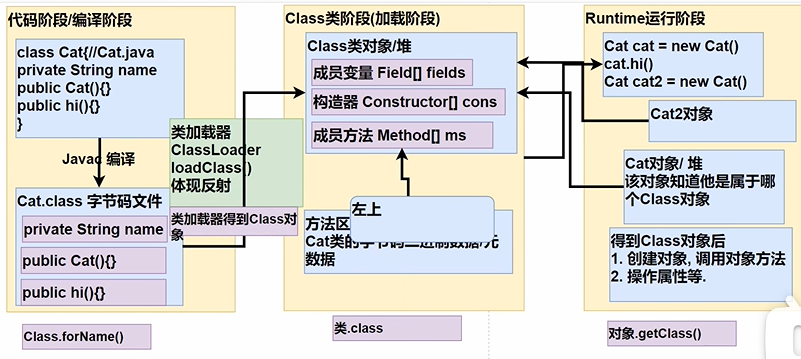 代码阶段/编译阶段
class Cat{//Cat.java
private String name
public Cat(){}
public hi(){}
}
Javac 编译
Cat.class 字节码文件
private String name
public Cat(){}
public hi(){}
Class.forName()
类加载器
ClassLoader
loadClass()
体现反射
类加载器得到Class对
象
Class类阶段(加载阶段)
Class类对象/堆
成员变量 Field[] fields
构造器 Constructor[] cons
成员方法 Method[] ms
左上
方法区
Cat类的字节码二进制数据/元
数据
类.class
Runtime运行阶段
Cat cat = new Cat()
cat.hi()
Cat cat2 = new Cat()
Cat2对象
Cat对象/ 堆
该对象知道他是属于哪
个Class对象
得到Class对象后
1. 创建对象, 调用对象方法
2. 操作属性等.
对象.getClass()